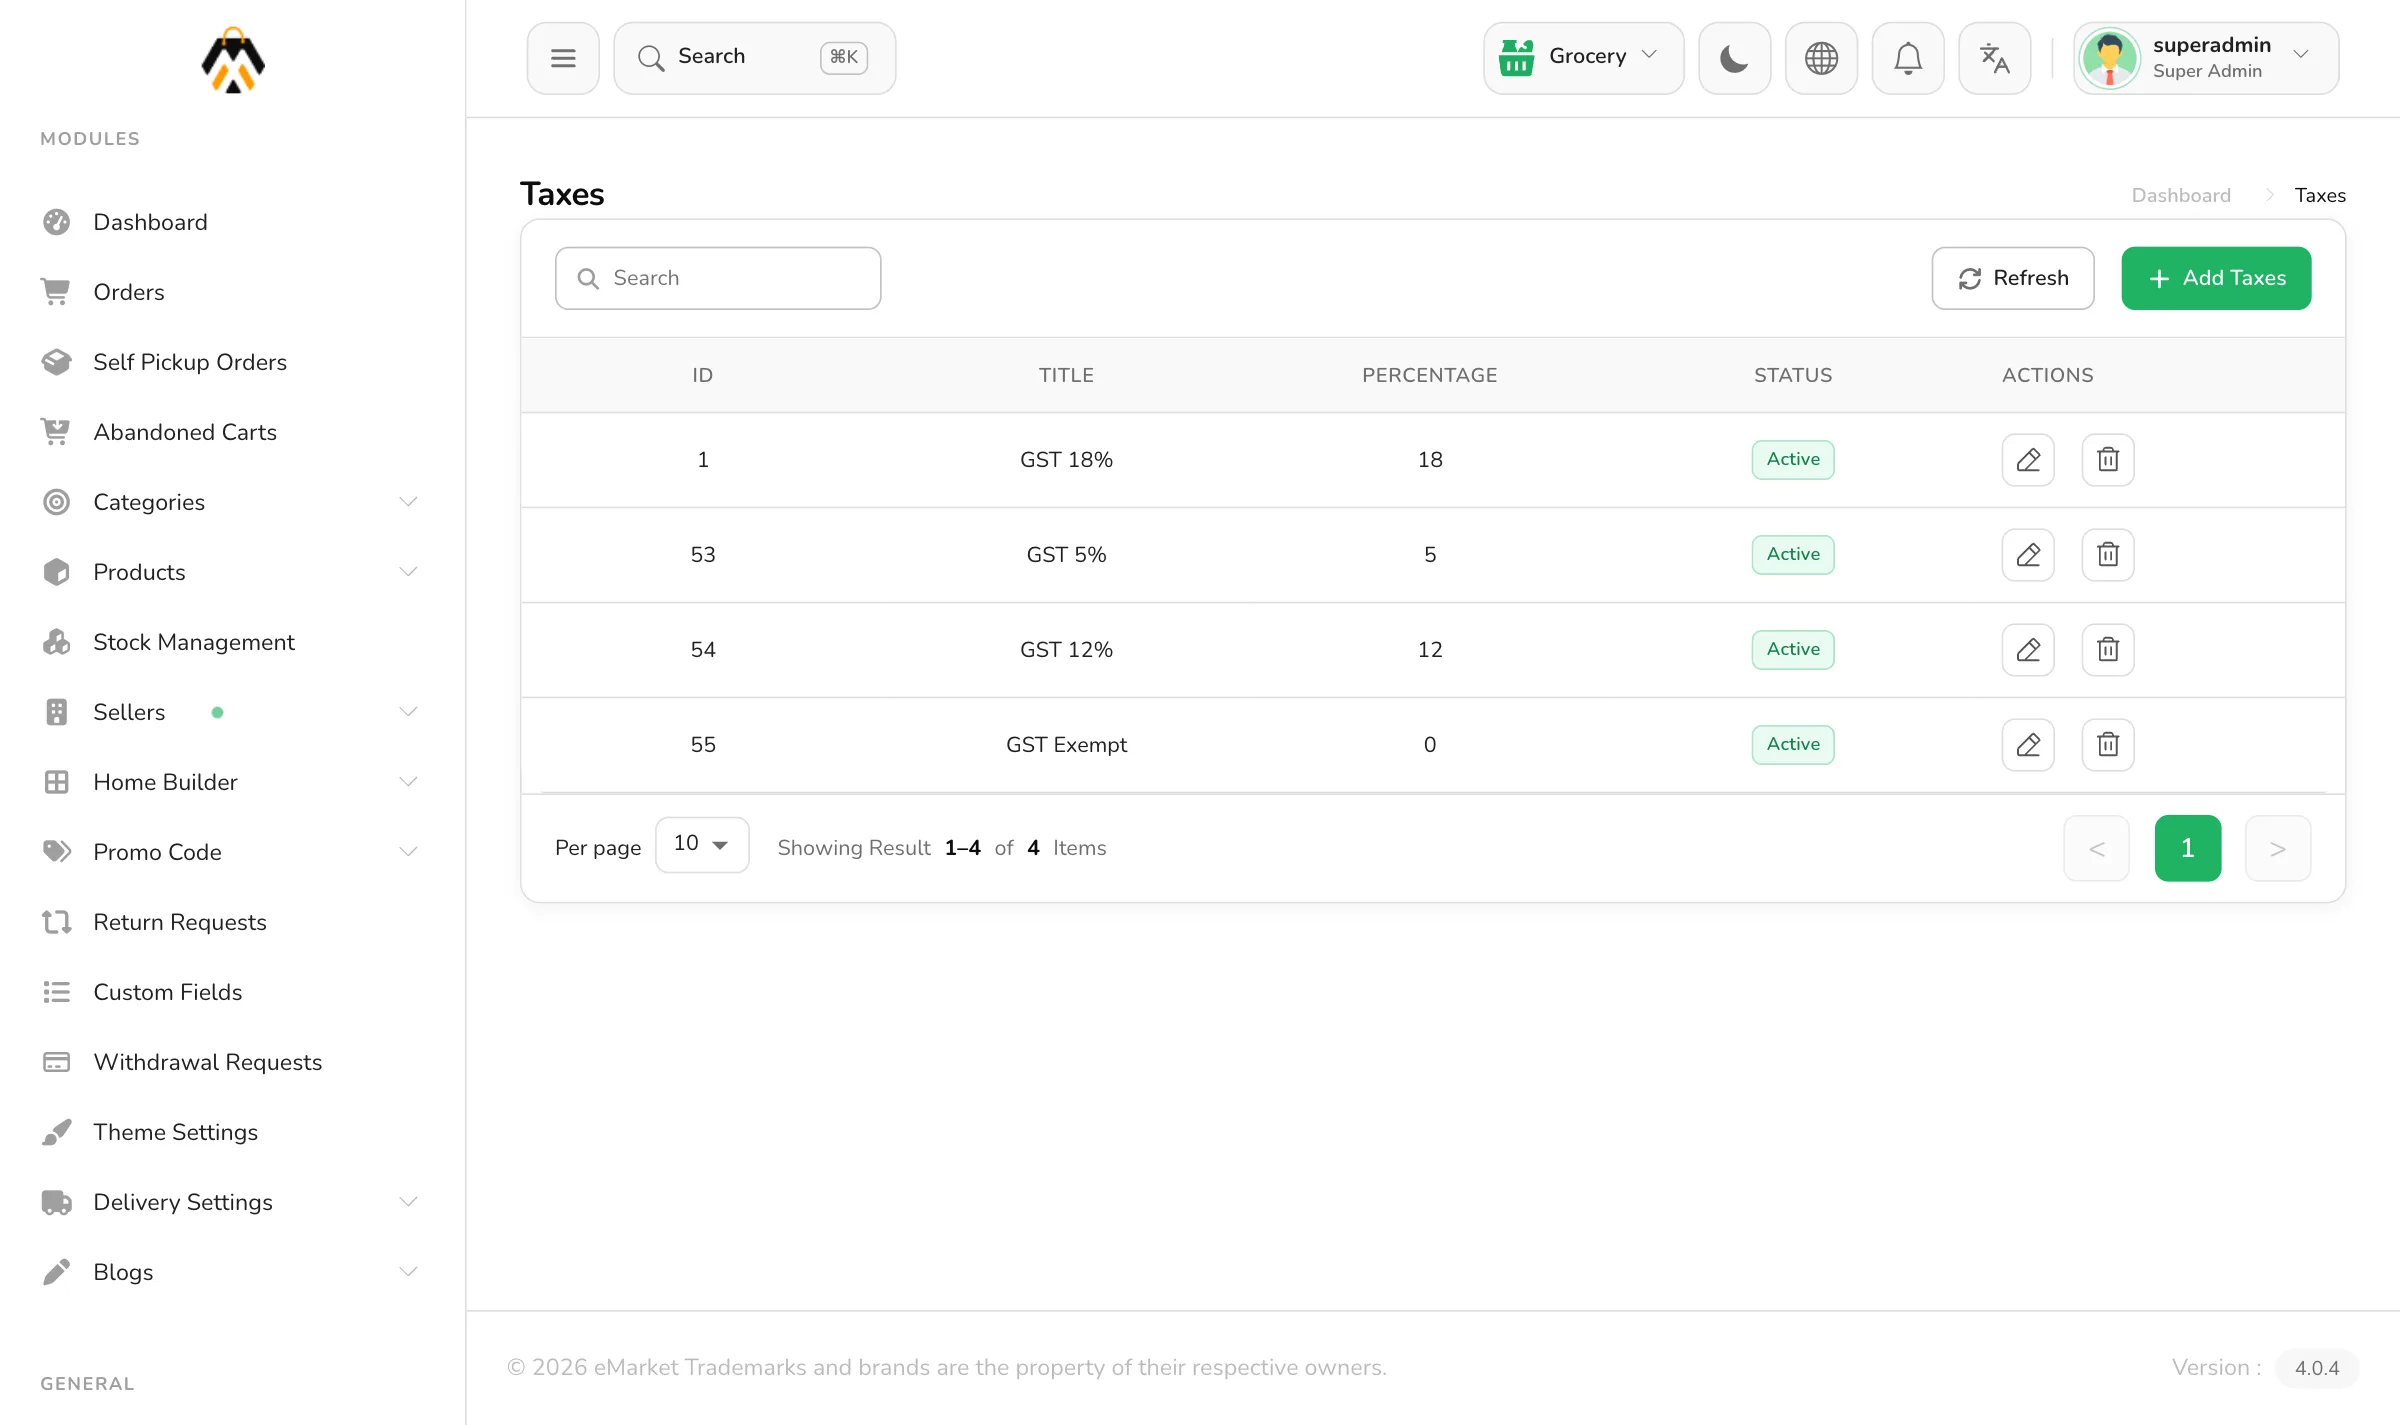 MODULES
Dashboard
Orders
Self Pickup Orders
Abandoned Carts
Categories
Products
Stock Management
Sellers
Home Builder
Promo Code
Return Requests
Custom Fields
Withdrawal Requests
Theme Settings
Delivery Settings
Blogs
GENERAL
Search ⌘K
Grocery
superadmin
Super Admin
Taxes
Dashboard > Taxes
Search
Refresh
+ Add Taxes
ID TITLE PERCENTAGE STATUS ACTIONS
1 GST 18% 18 Active
53 GST 5% 5 Active
54 GST 12% 12 Active
55 GST Exempt 0 Active
Per page 10 Showing Result 1–4 of 4 Items
< 1 >
© 2026 eMarket Trademarks and brands are the property of their respective owners.
Version : 4.0.4